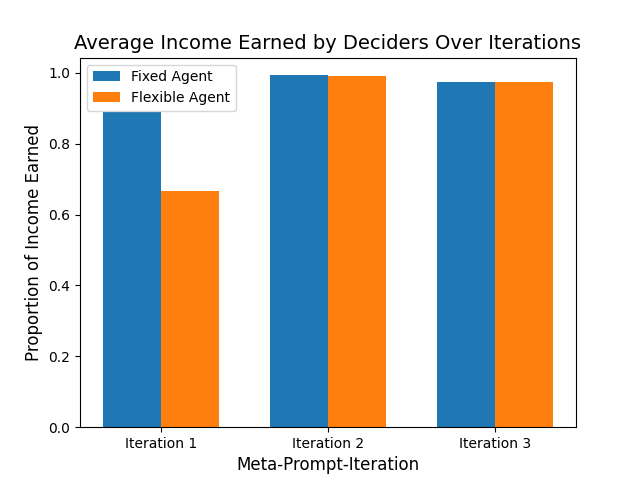 Average Income Earned by Deciders Over Iterations
Fixed Agent
Flexible Agent
Proportion of Income Earned
1.0
0.8
0.6
0.4
0.2
0.0
Iteration 1
Iteration 2
Iteration 3
Meta-Prompt-Iteration